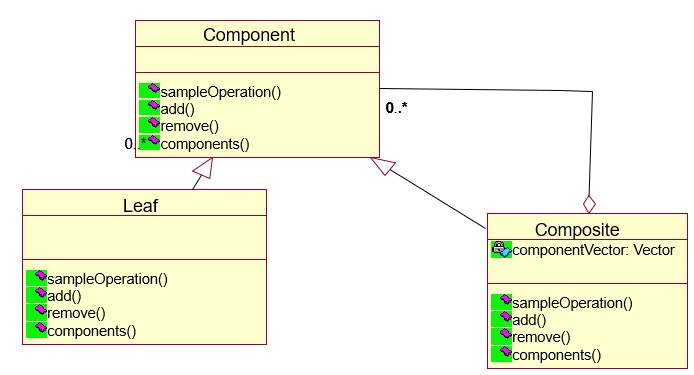 Component
sampleOperation()
add()
remove()
components()
0..*
0..*
Leaf
sampleOperation()
add()
remove()
components()
Composite
componentVector: Vector
sampleOperation()
add()
remove()
components()